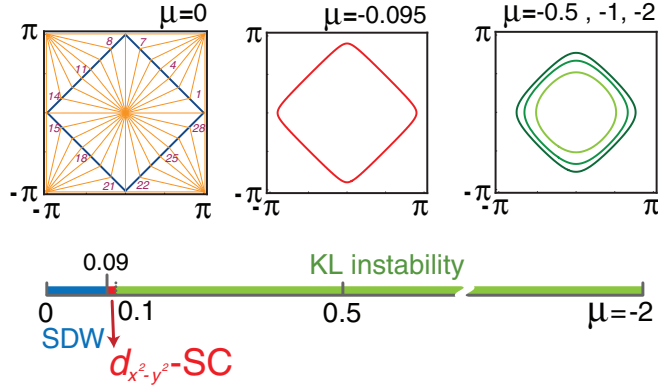 μ=0
μ=-0.095
μ=-0.5 , -1, -2
π
π
π
8 7
11 4
14 1
15 28
18 25
21 22
-π
-π
-π
-π π
-π π
-π π
0.09
KL instability
0
0.1
0.5
μ=-2
SDW
dx²-y²-SC